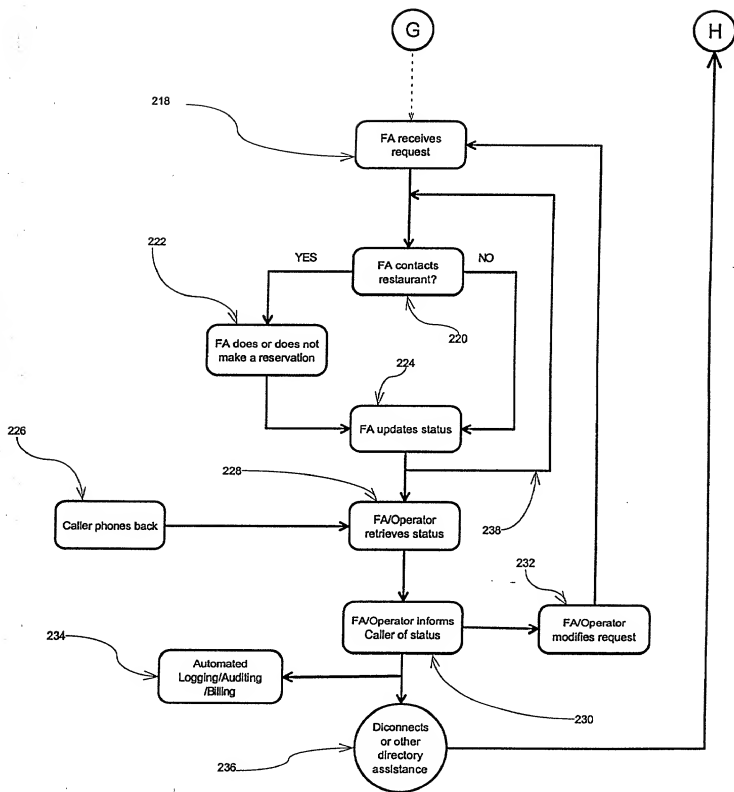 G
H
218
FA receives
request
222
YES
FA contacts
restaurant?
NO
220
FA does or does not
make a reservation
224
FA updates status
226
228
238
Caller phones back
FA/Operator
retrieves status
232
FA/Operator informs
Caller of status
FA/Operator
modifies request
234
Automated
Logging/Auditing
/Billing
230
Diconnects
or other
directory
assistance
236